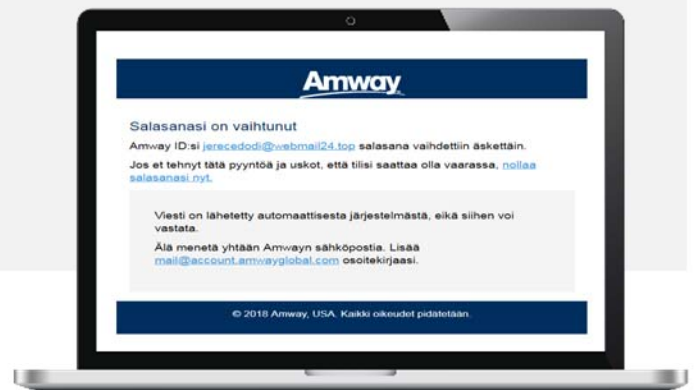 Amway
Salasanasi on vaihtunut
Amway ID:si jerecedodi@webmail24.top salasana vaihdettiin äskettäin.
Jos et tehnyt tätä pyyntöä ja uskot, että tilisi saattaa olla vaarassa, nollaa
salasanasi nyt.
Viesti on lähetetty automaattisesta järjestelmästä, eikä siihen voi
vastata.
Älä menetä yhtään Amwayn sähköpostia. Lisää
mail@account.amwayglobal.com osoitekirjaasi.
© 2018 Amway, USA. Kaikki oikeudet pidätetään.